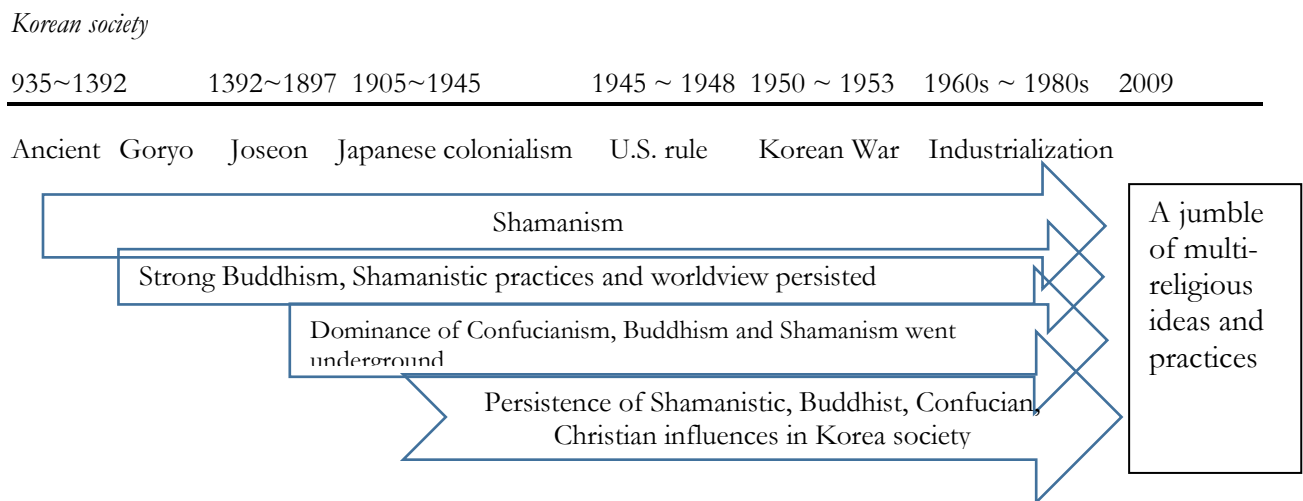 Korean society
935~1392 1392~1897 1905~1945 1945 ~ 1948 1950 ~ 1953 1960s ~ 1980s 2009
Ancient Goryo Joseon Japanese colonialism U.S. rule Korean War Industrialization
Shamanism
Strong Buddhism, Shamanistic practices and worldview persisted
Dominance of Confucianism, Buddhism and Shamanism went
underground
Persistence of Shamanistic, Buddhist, Confucian,
Christian influences in Korea society
A jumble
of multi-
religious
ideas and
practices